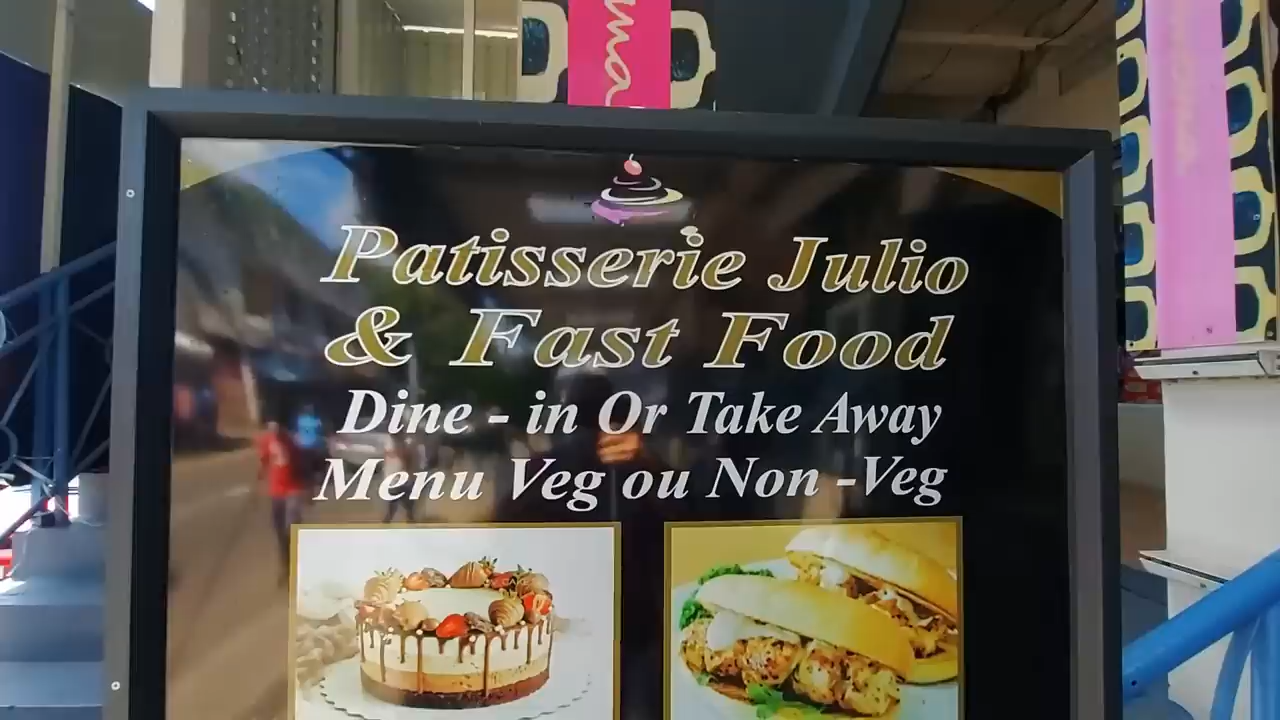 Patisserie Julio
& Fast Food
Dine - in Or Take Away
Menu Veg ou Non -Veg